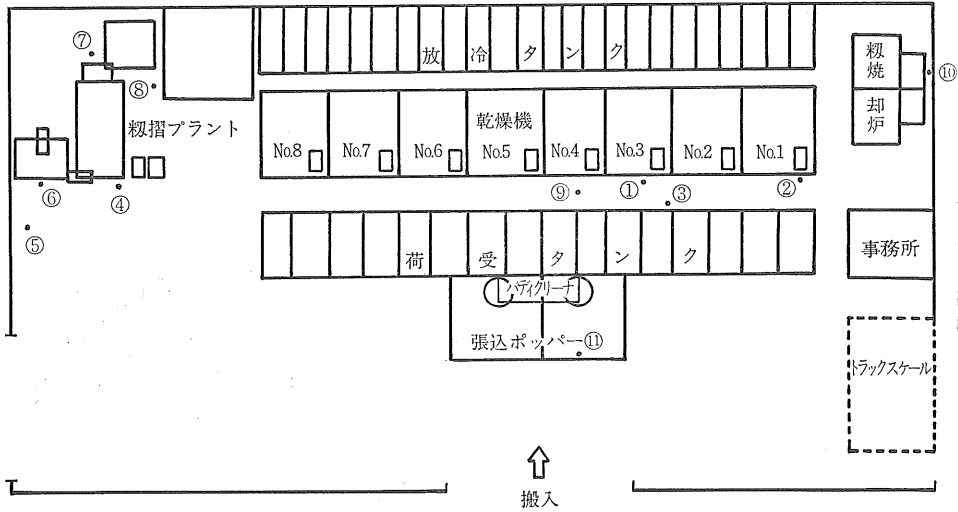 放冷タンク
⑦
籾焼
却炉
⑩
⑧
籾摺プラント
乾燥機
No.8
No.7
No.6
No.5
No.4
No.3
No.2
No.1
⑥
④
⑨
①
③
②
⑤
荷受タンク
事務所
パディクリーナ
張込ポッパー⑪
トラックスケール
搬入